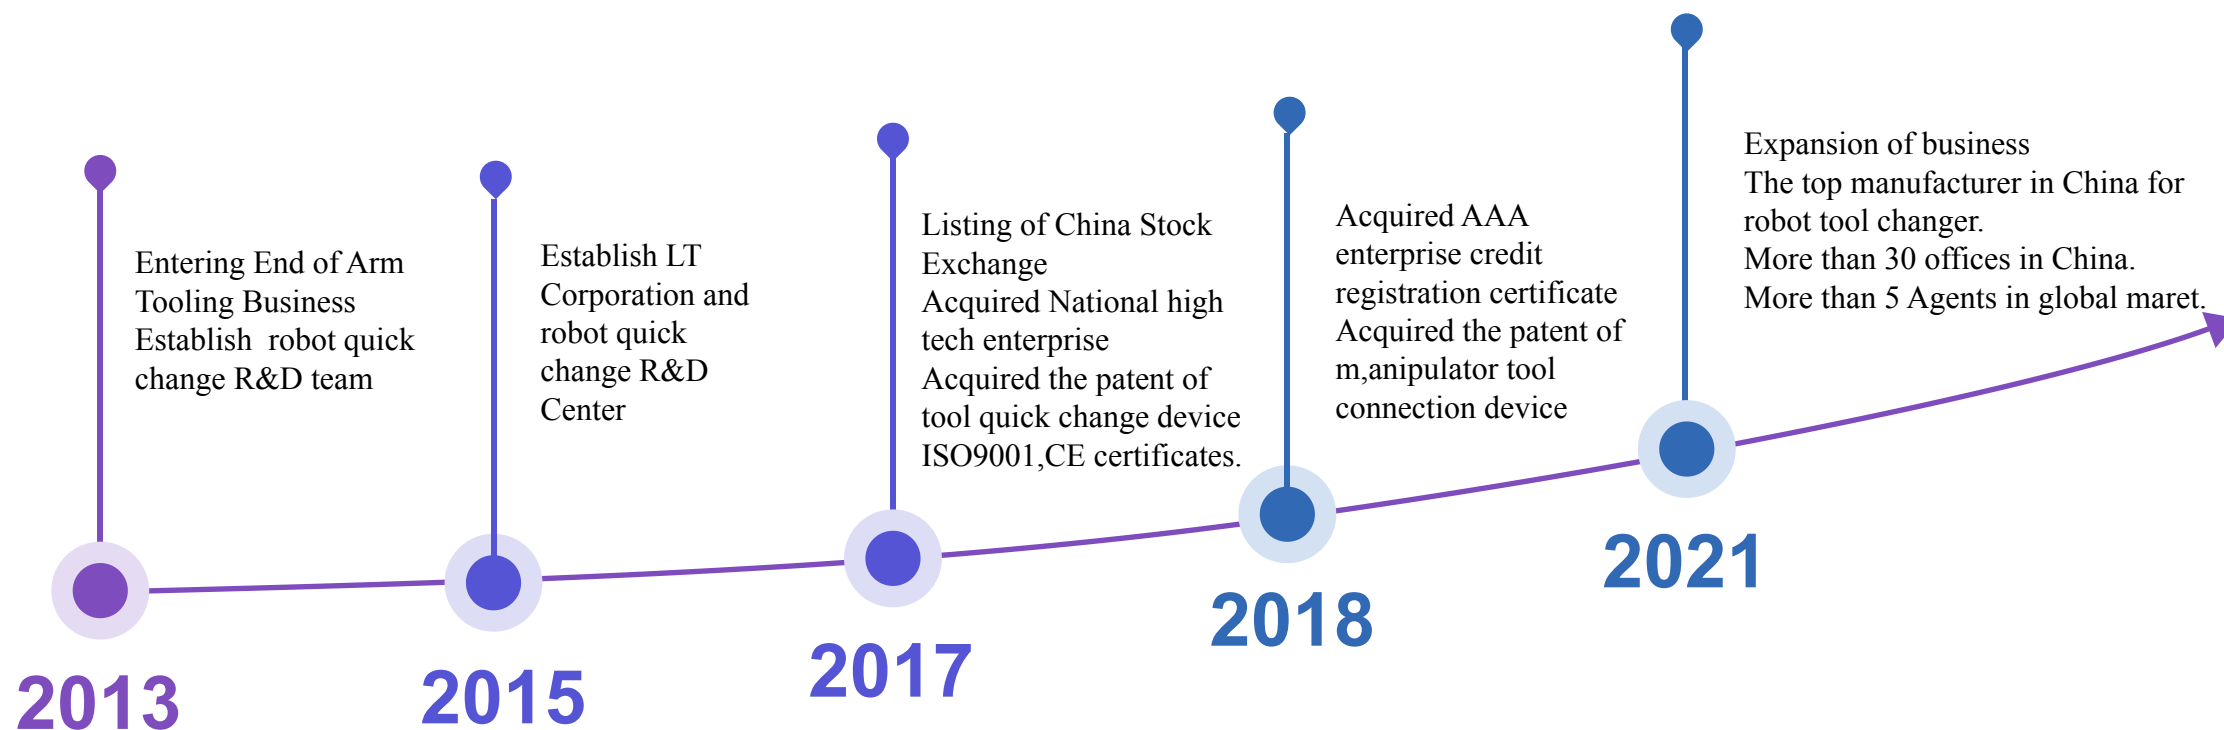 Entering End of Arm
Tooling Business
Establish  robot quick
change R&D team
2013
Establish LT
Corporation and
robot quick
change R&D
Center
2015
Listing of China Stock
Exchange
Acquired National high
tech enterprise
Acquired the patent of
tool quick change device
ISO9001,CE certificates.
2017
Acquired AAA
enterprise credit
registration certificate
Acquired the patent of
m,anipulator tool
connection device
2018
Expansion of business
The top manufacturer in China for
robot tool changer.
More than 30 offices in China.
More than 5 Agents in global maret.
2021